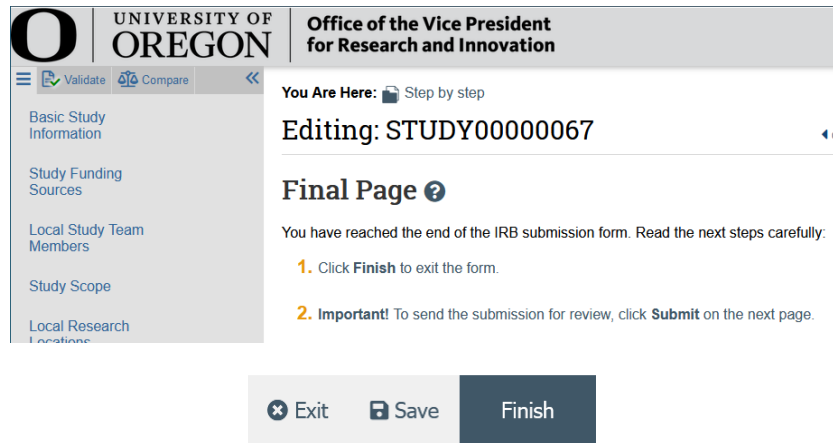 O
UNIVERSITY OF
OREGON
Office of the Vice President
for Research and Innovation
Validate
Compare
You Are Here: Step by step
Editing: STUDY00000067
Basic Study
Information
Study Funding
Sources
Local Study Team
Members
Study Scope
Local Research
Locations
Final Page
You have reached the end of the IRB submission form. Read the next steps carefully:
1. Click Finish to exit the form.
2. Important! To send the submission for review, click Submit on the next page.
Exit
Save
Finish